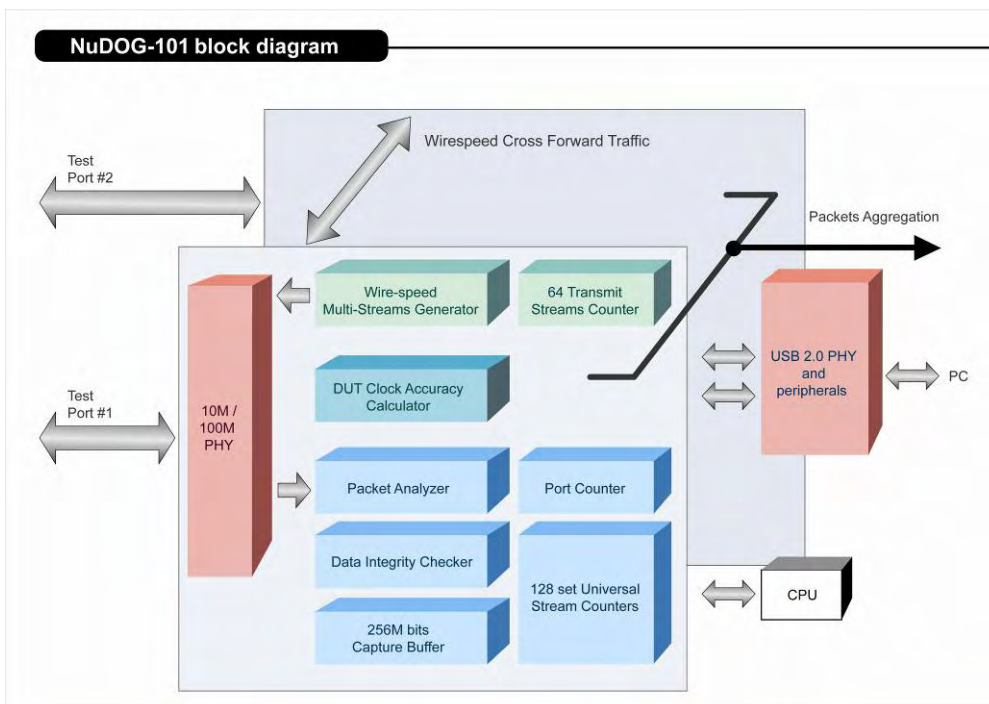 NuDOG-101 block diagram
Wirespeed Cross Forward Traffic
Test
Port #2
Packets Aggregation
Wire-speed
Multi-Streams Generator
64 Transmit
Streams Counter
USB 2.0 PHY
and
peripherals
PC
DUT Clock Accuracy
Calculator
Test
Port #1
10M /
100M
PHY
Packet Analyzer
Port Counter
Data Integrity Checker
128 set Universal
Stream Counters
CPU
256M bits
Capture Buffer